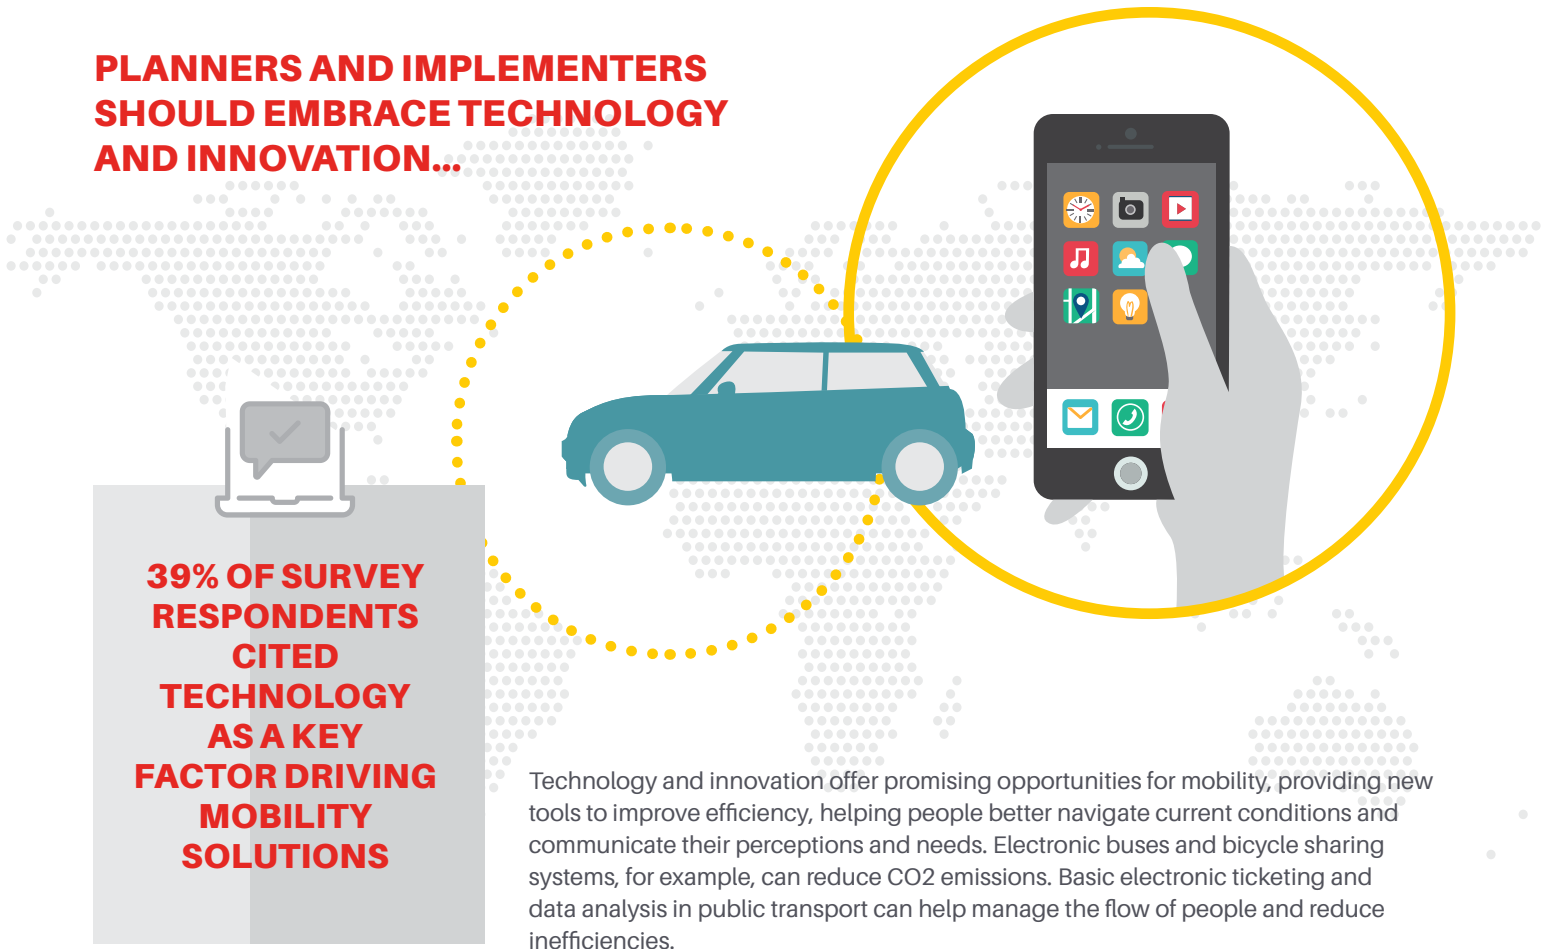 PLANNERS AND IMPLEMENTERS
SHOULD EMBRACE TECHNOLOGY
AND INNOVATION...
39% OF SURVEY
RESPONDENTS
CITED
TECHNOLOGY
AS A KEY
FACTOR DRIVING
MOBILITY
SOLUTIONS
Technology and innovation offer promising opportunities for mobility, providing new
tools to improve efficiency, helping people better navigate current conditions and
communicate their perceptions and needs. Electronic buses and bicycle sharing
systems, for example, can reduce CO2 emissions. Basic electronic ticketing and
data analysis in public transport can help manage the flow of people and reduce
inefficiencies.